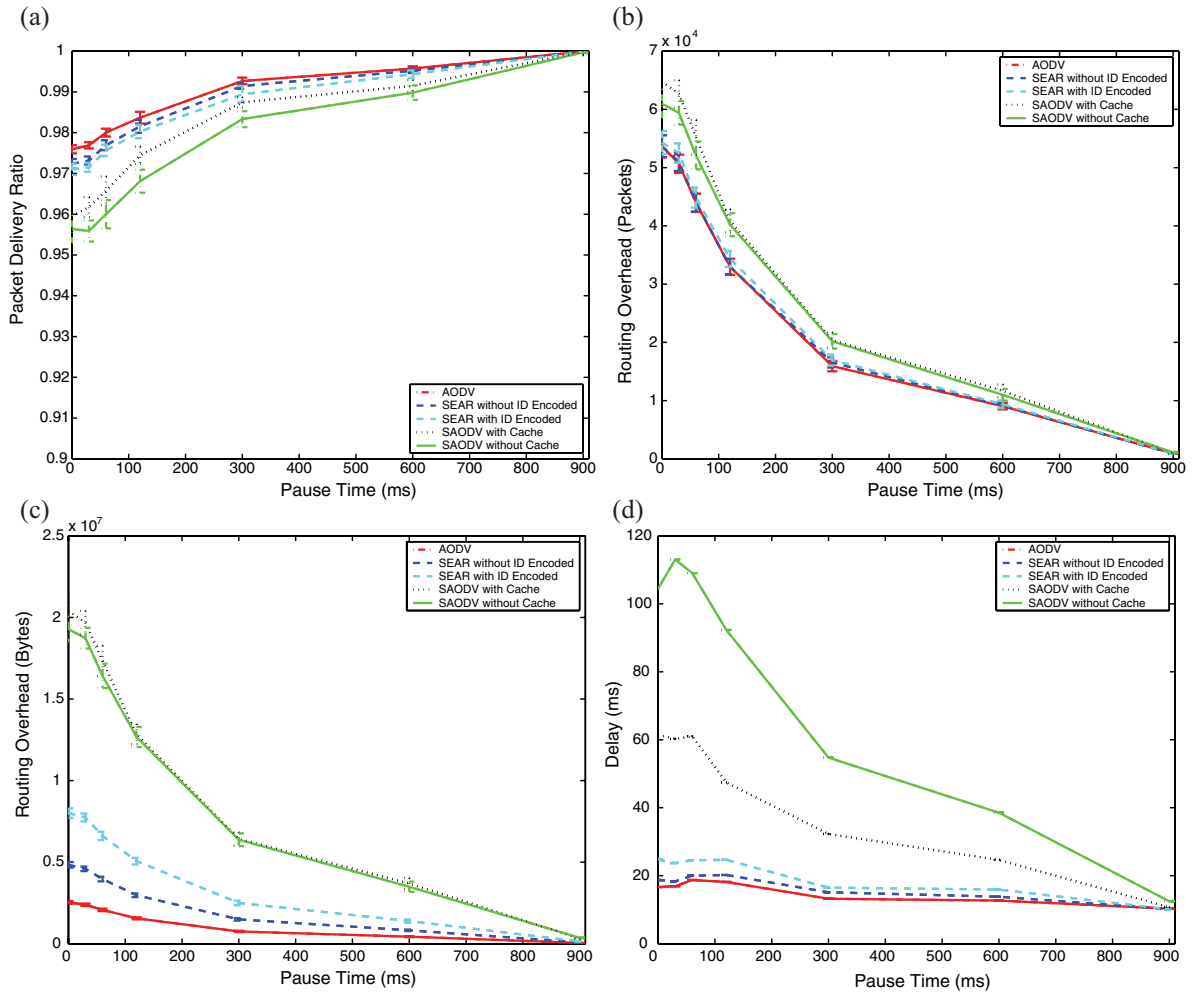 (a)
1
0.99
0.98
0.97
0.96
0.95
0.94
0.93
0.92
0.91
0.9
Packet Delivery Ratio
AODV
SEAR without ID Encoded
SEAR with ID Encoded
SAODV with Cache
SAODV without Cache
0 100 200 300 400 500 600 700 800 900
Pause Time (ms)
(b)
7 x 10^4
6
5
4
3
2
1
0
Routing Overhead (Packets)
AODV
SEAR without ID Encoded
SEAR with ID Encoded
SAODV with Cache
SAODV without Cache
0 100 200 300 400 500 600 700 800 900
Pause Time (ms)
(c)
2.5 x 10^7
2
1.5
1
0.5
0
Routing Overhead (Bytes)
AODV
SEAR without ID Encoded
SEAR with ID Encoded
SAODV with Cache
SAODV without Cache
0 100 200 300 400 500 600 700 800 900
Pause Time (ms)
(d)
120
100
80
60
40
20
0
Delay (ms)
AODV
SEAR without ID Encoded
SEAR with ID Encoded
SAODV with Cache
SAODV without Cache
0 100 200 300 400 500 600 700 800 900
Pause Time (ms)